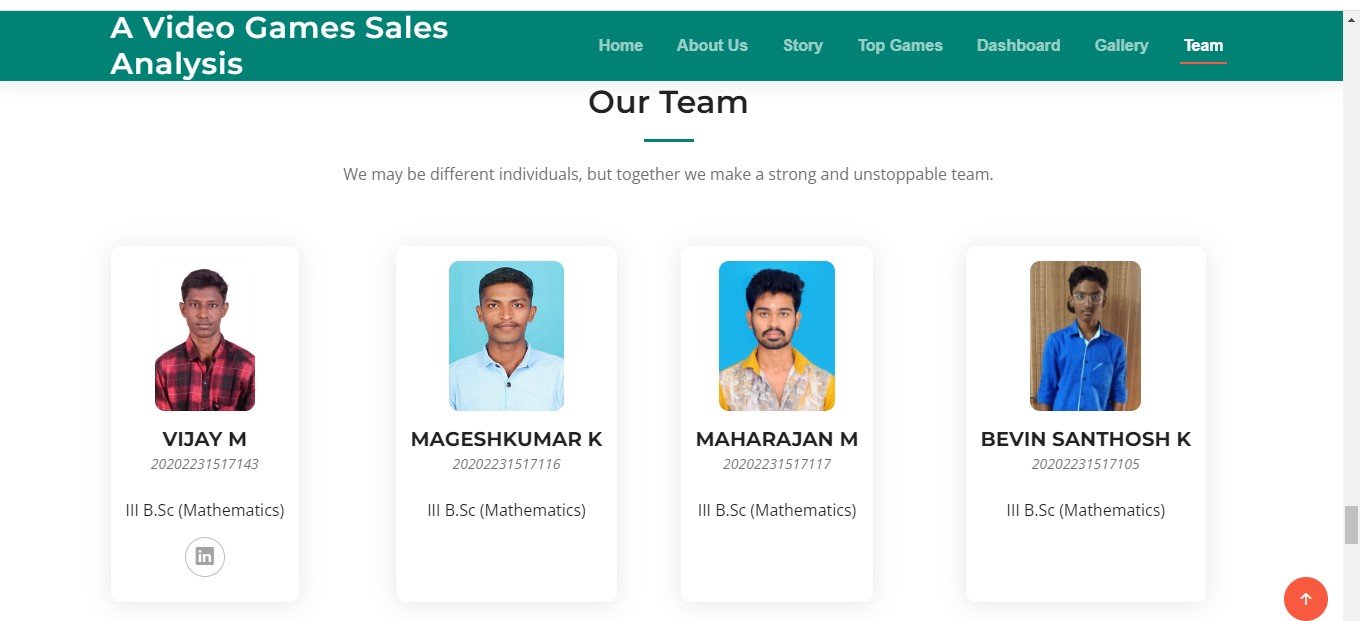 A Video Games Sales
Analysis
Home About Us Story Top Games Dashboard Gallery Team
Our Team
We may be different individuals, but together we make a strong and unstoppable team.
VIJAY M
20202231517143
III B.Sc (Mathematics)
in
MAGESHKUMAR K
20202231517116
III B.Sc (Mathematics)
MAHARAJAN M
20202231517117
III B.Sc (Mathematics)
BEVIN SANTHOSH K
20202231517105
III B.Sc (Mathematics)